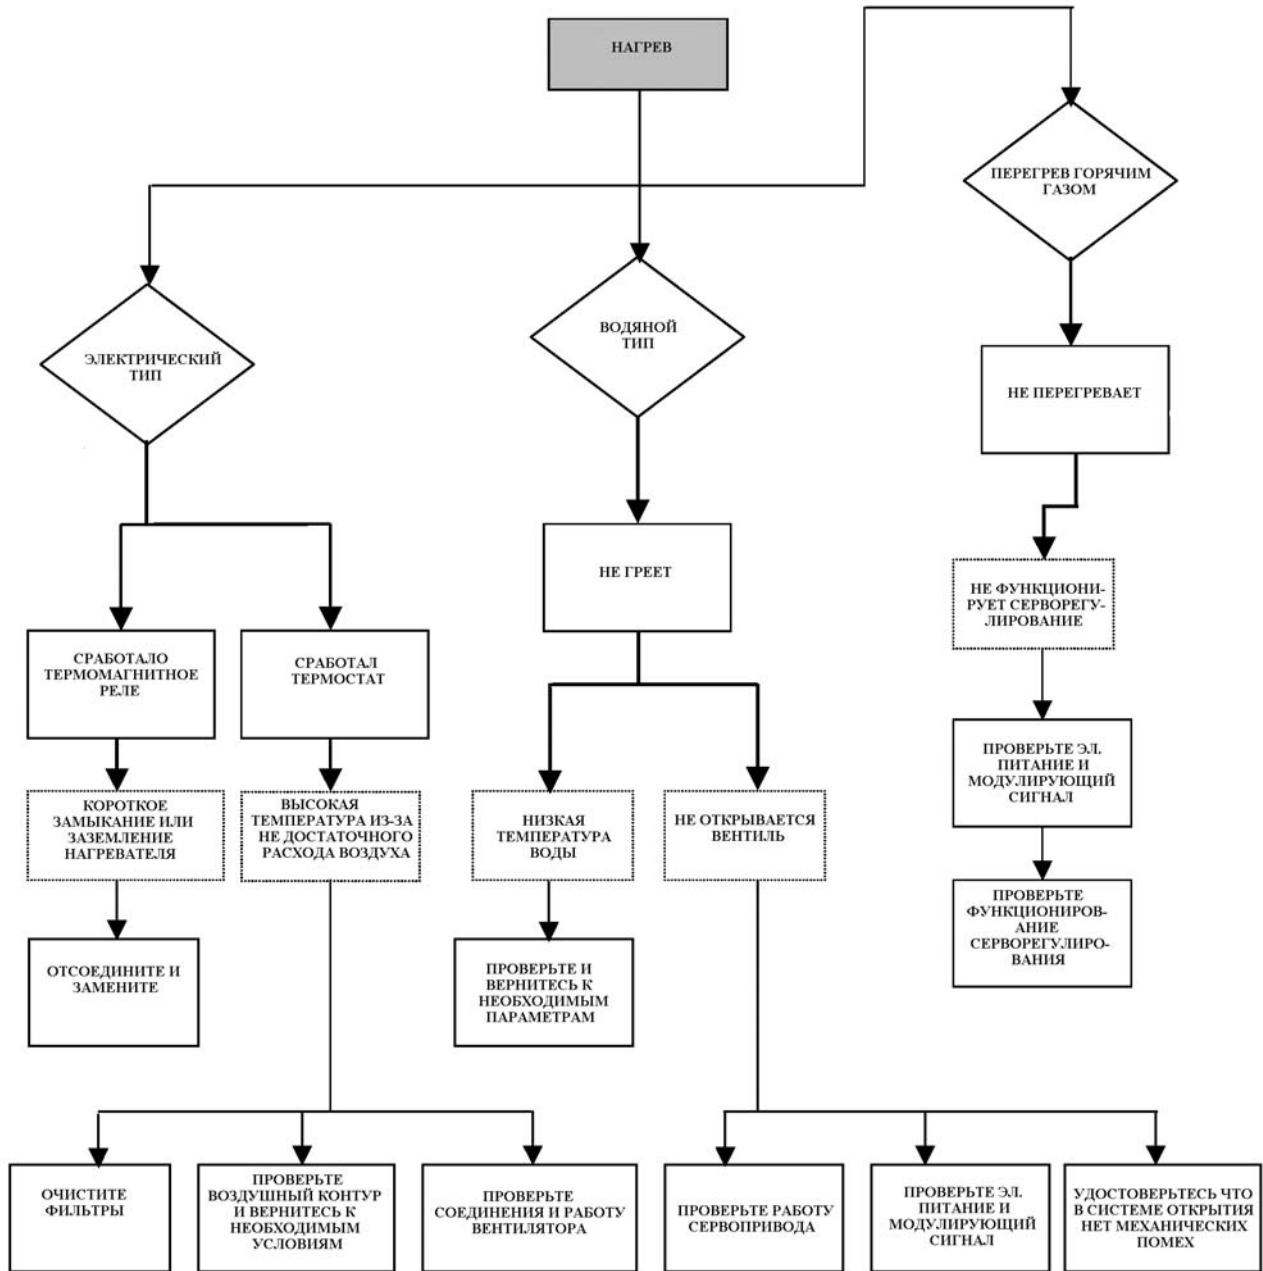 НАГРЕВ
ПЕРЕГРЕВ ГОРЯЧИМ
ГАЗОМ
ВОДЯНОЙ
ТИП
ЭЛЕКТРИЧЕСКИЙ
ТИП
НЕ ПЕРЕГРЕВАЕТ
НЕ ГРЕЕТ
НЕ ФУНКЦИОНИ-
РУЕТ СЕРВОРЕГУ-
ЛИРОВАНИЕ
СРАБОТАЛО
ТЕРМОМАГНИТНОЕ
РЕЛЕ
СРАБОТАЛ
ТЕРМОСТАТ
ПРОВЕРЬТЕ ЭЛ.
ПИТАНИЕ И
МОДУЛИРУЮЩИЙ
СИГНАЛ
КОРОТКОЕ
ЗАМЫКАНИЕ ИЛИ
ЗАЗЕМЛЕНИЕ
НАГРЕВАТЕЛЯ
ВЫСОКАЯ
ТЕМПЕРАТУРА ИЗ-ЗА
НЕ ДОСТАТОЧНОГО
РАСХОДА ВОЗДУХА
НИЗКАЯ
ТЕМПЕРАТУРА
ВОДЫ
НЕ ОТКРЫВАЕТСЯ
ВЕНТИЛЬ
ПРОВЕРЬТЕ
ФУНКЦИОНИРОВ-
АНИЕ
СЕРВОРЕГУЛИРО-
ВАНИЯ
ОТСОЕДИНИТЕ И
ЗАМЕНИТЕ
ПРОВЕРЬТЕ И
ВЕРНИТЕСЬ К
НЕОБХОДИМЫМ
ПАРАМЕТРАМ
ОЧИСТИТЕ
ФИЛЬТРЫ
ПРОВЕРЬТЕ
ВОЗДУШНЫЙ КОНТУР
И ВЕРНИТЕСЬ К
НЕОБХОДИМЫМ
УСЛОВИЯМ
ПРОВЕРЬТЕ
СОЕДИНЕНИЯ И РАБОТУ
ВЕНТИЛЯТОРА
ПРОВЕРЬТЕ РАБОТУ
СЕРВОПРИВОДА
ПРОВЕРЬТЕ ЭЛ.
ПИТАНИЕ И
МОДУЛИРУЮЩИЙ
СИГНАЛ
УДОСТОВЕРЬТЕСЬ ЧТО
В СИСТЕМЕ ОТКРЫТИЯ
НЕТ МЕХАНИЧЕСКИХ
ПОМЕХ